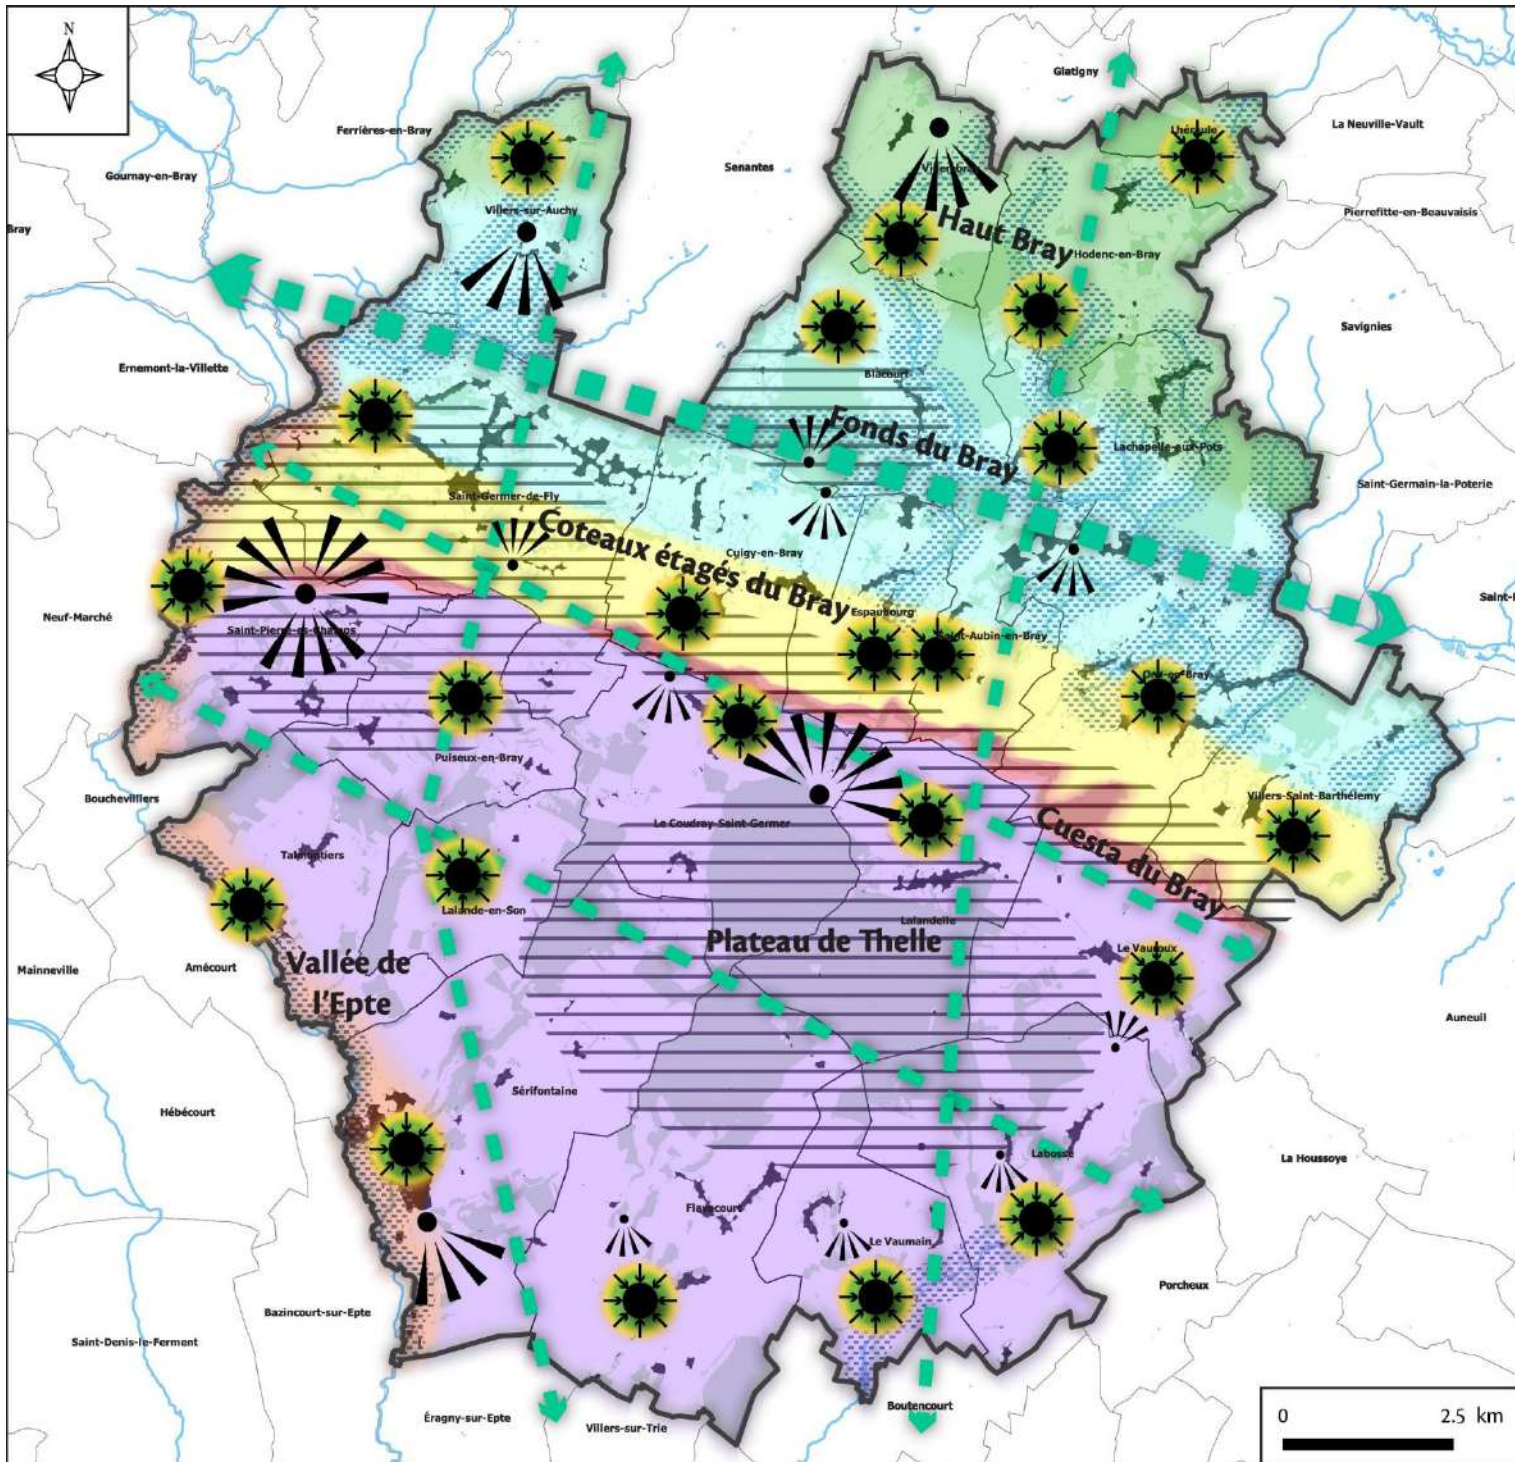 N
Glatigny
Ferrières-en-Bray
La Neuville-Vault
Lhéraule
Gournay-en-Bray
Senantes
Villembray
Villers-sur-Auchy
Pierrefitte-en-Beauvaisis
Bray
Haut Bray
Hodenc-en-Bray
Savignies
Ernemont-la-Villette
Blacourt
Fonds du Bray
Lachapelle-aux-Pots
Saint-Germer-de-Fly
Saint-Germain-la-Poterie
Coteaux étagés du Bray
Cuigy-en-Bray
Neuf-Marché
Espaubourg
Saint-Pierre-es-Champs
Saint-Aubin-en-Bray
Ons-en-Bray
Puiseux-en-Bray
Bouchevilliers
Villers-Saint-Barthélemy
Le Coudray-Saint-Germer
Cuesta du Bray
Talmontiers
Lalande-en-Son
Lalandelle
Plateau de Thelle
Le Vauroux
Vallée de
l'Epte
Amécourt
Mainneville
Auneuil
Sérifontaine
Hébécourt
Labosse
La Houssoye
Flavacourt
Le Vaumain
Porcheux
Bazincourt-sur-Epte
Saint-Denis-le-Ferment
Boutencourt
Éragny-sur-Epte
Villers-sur-Trie
0 2.5 km